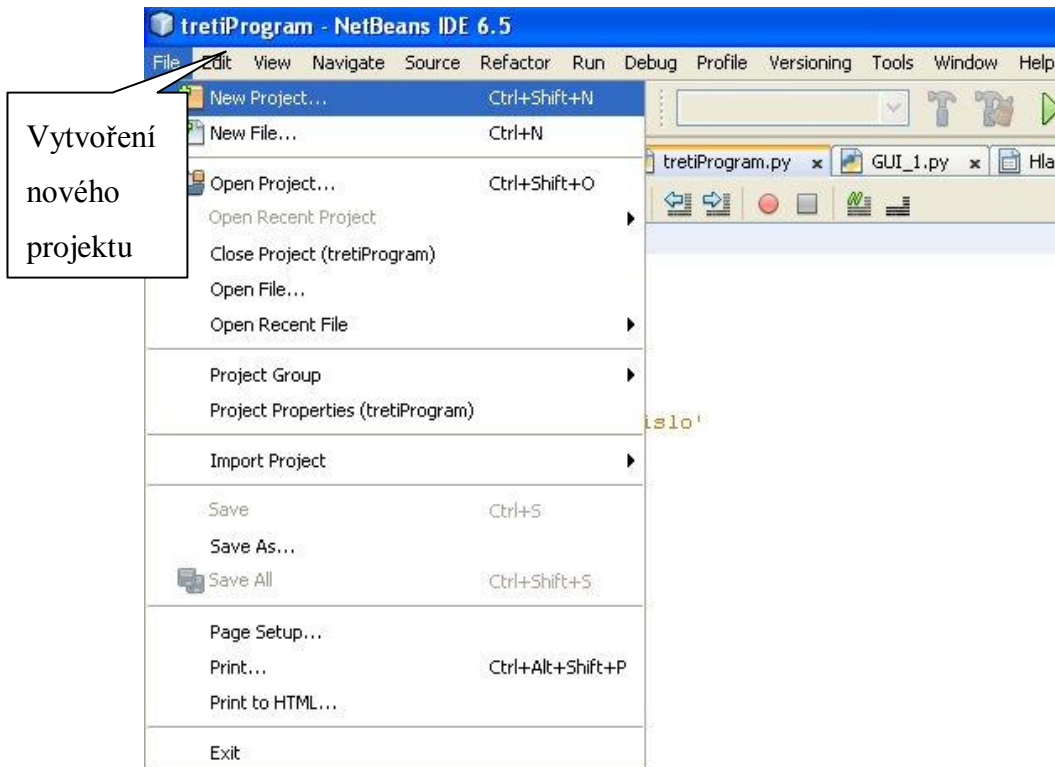 tretiProgram - NetBeans IDE 6.5
File Edit View Navigate Source Refactor Run Debug Profile Versioning Tools Window Help
Vytvoření
nového
projektu
New Project... Ctrl+Shift+N
New File... Ctrl+N
Open Project... Ctrl+Shift+O
Open Recent Project
Close Project (tretiProgram)
Open File...
Open Recent File
Project Group
Project Properties (tretiProgram)
Import Project
Save Ctrl+S
Save As...
Save All Ctrl+Shift+S
Page Setup...
Print... Ctrl+Alt+Shift+P
Print to HTML...
Exit
tretiProgram.py x GUI_1.py x Hla
islo'